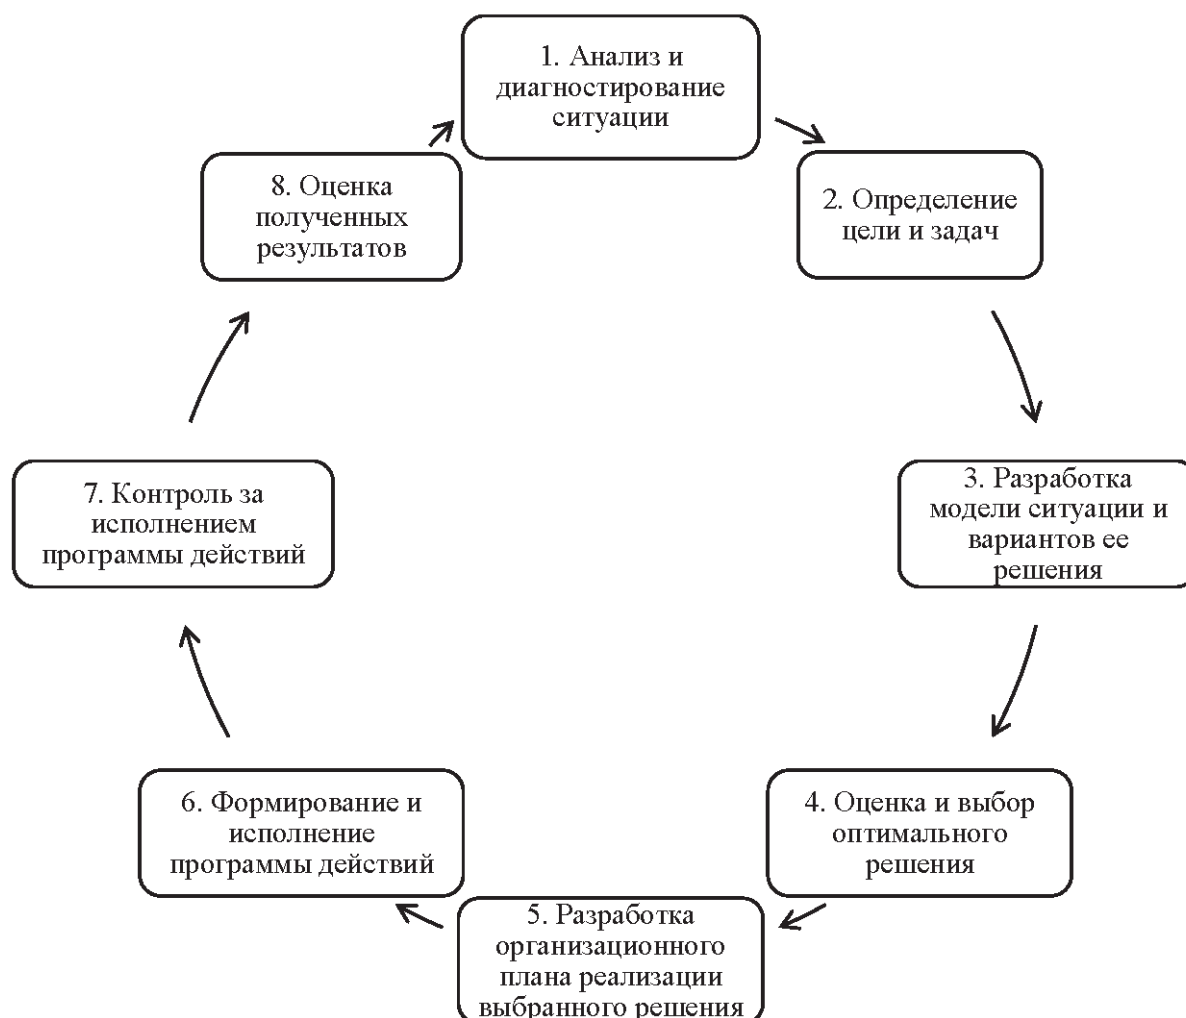 1. Анализ и
диагностирование
ситуации
2. Определение
цели и задач
3. Разработка
модели ситуации и
вариантов ее
решения
4. Оценка и выбор
оптимального
решения
5. Разработка
организационного
плана реализации
выбранного решения
6. Формирование и
исполнение
программы действий
7. Контроль за
исполнением
программы действий
8. Оценка
полученных
результатов